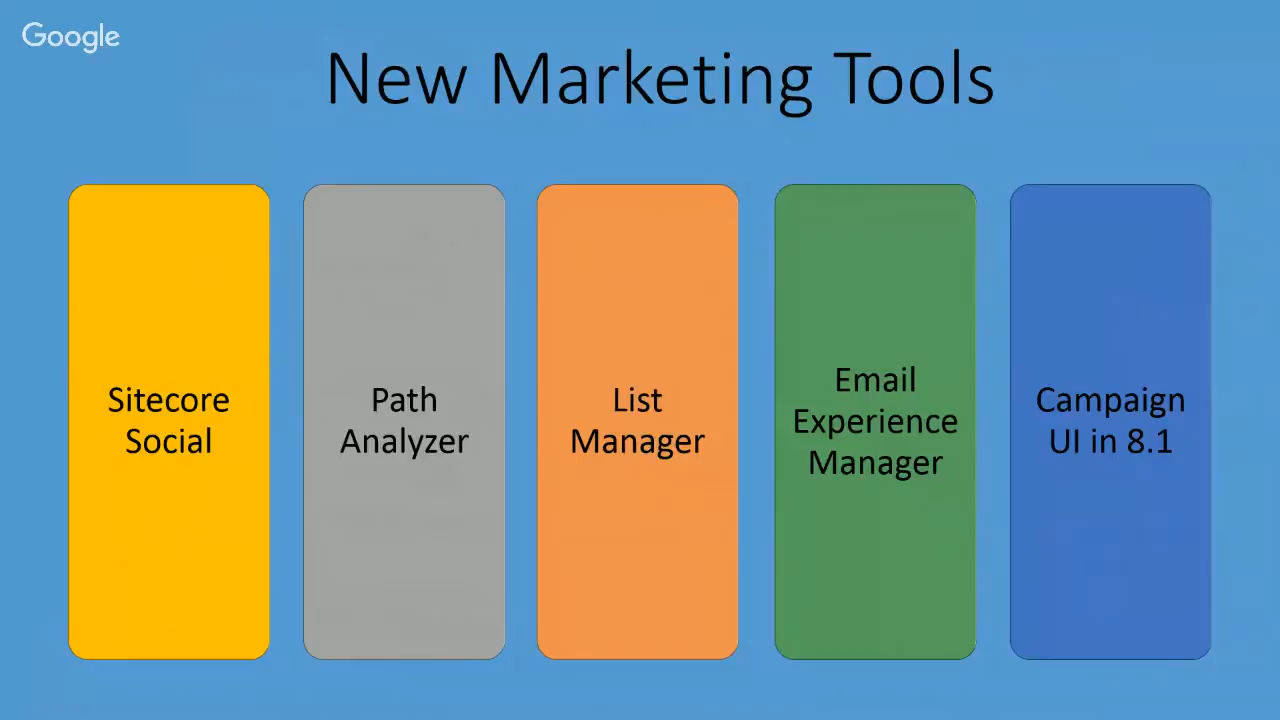 Google
New Marketing Tools
Sitecore
Social
Path
Analyzer
List
Manager
Email
Experience
Manager
Campaign
UI in 8.1